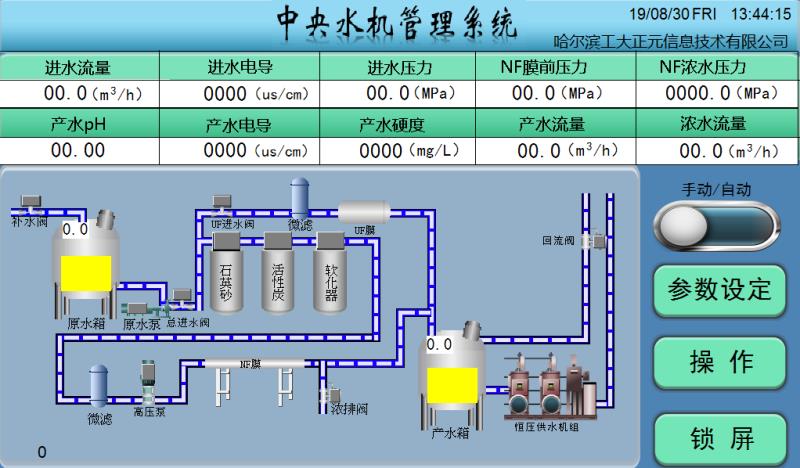 中央水机管理系统
19/08/30 FRI 13:44:15
哈尔滨工大正元信息技术有限公司
进水流量 进水电导 进水压力 NF膜前压力 NF浓水压力
00.0（m³/h） 0000（us/cm） 00.0（MPa） 00.0（MPa） 0000.0（MPa）
产水pH 产水电导 产水硬度 产水流量 浓水流量
00.00 0000（us/cm） 0000（mg/L） 00.0（m³/h） 00.0（m³/h）
手动/自动
补水阀
0.0
UF进水阀
微滤
UF膜
回流阀
石英砂
活性炭
软化器
参数设定
原水箱
原水泵
总进水阀
0.0
NF膜
操 作
微滤
高压泵
浓排阀
产水箱
恒压供水机组
锁 屏
0